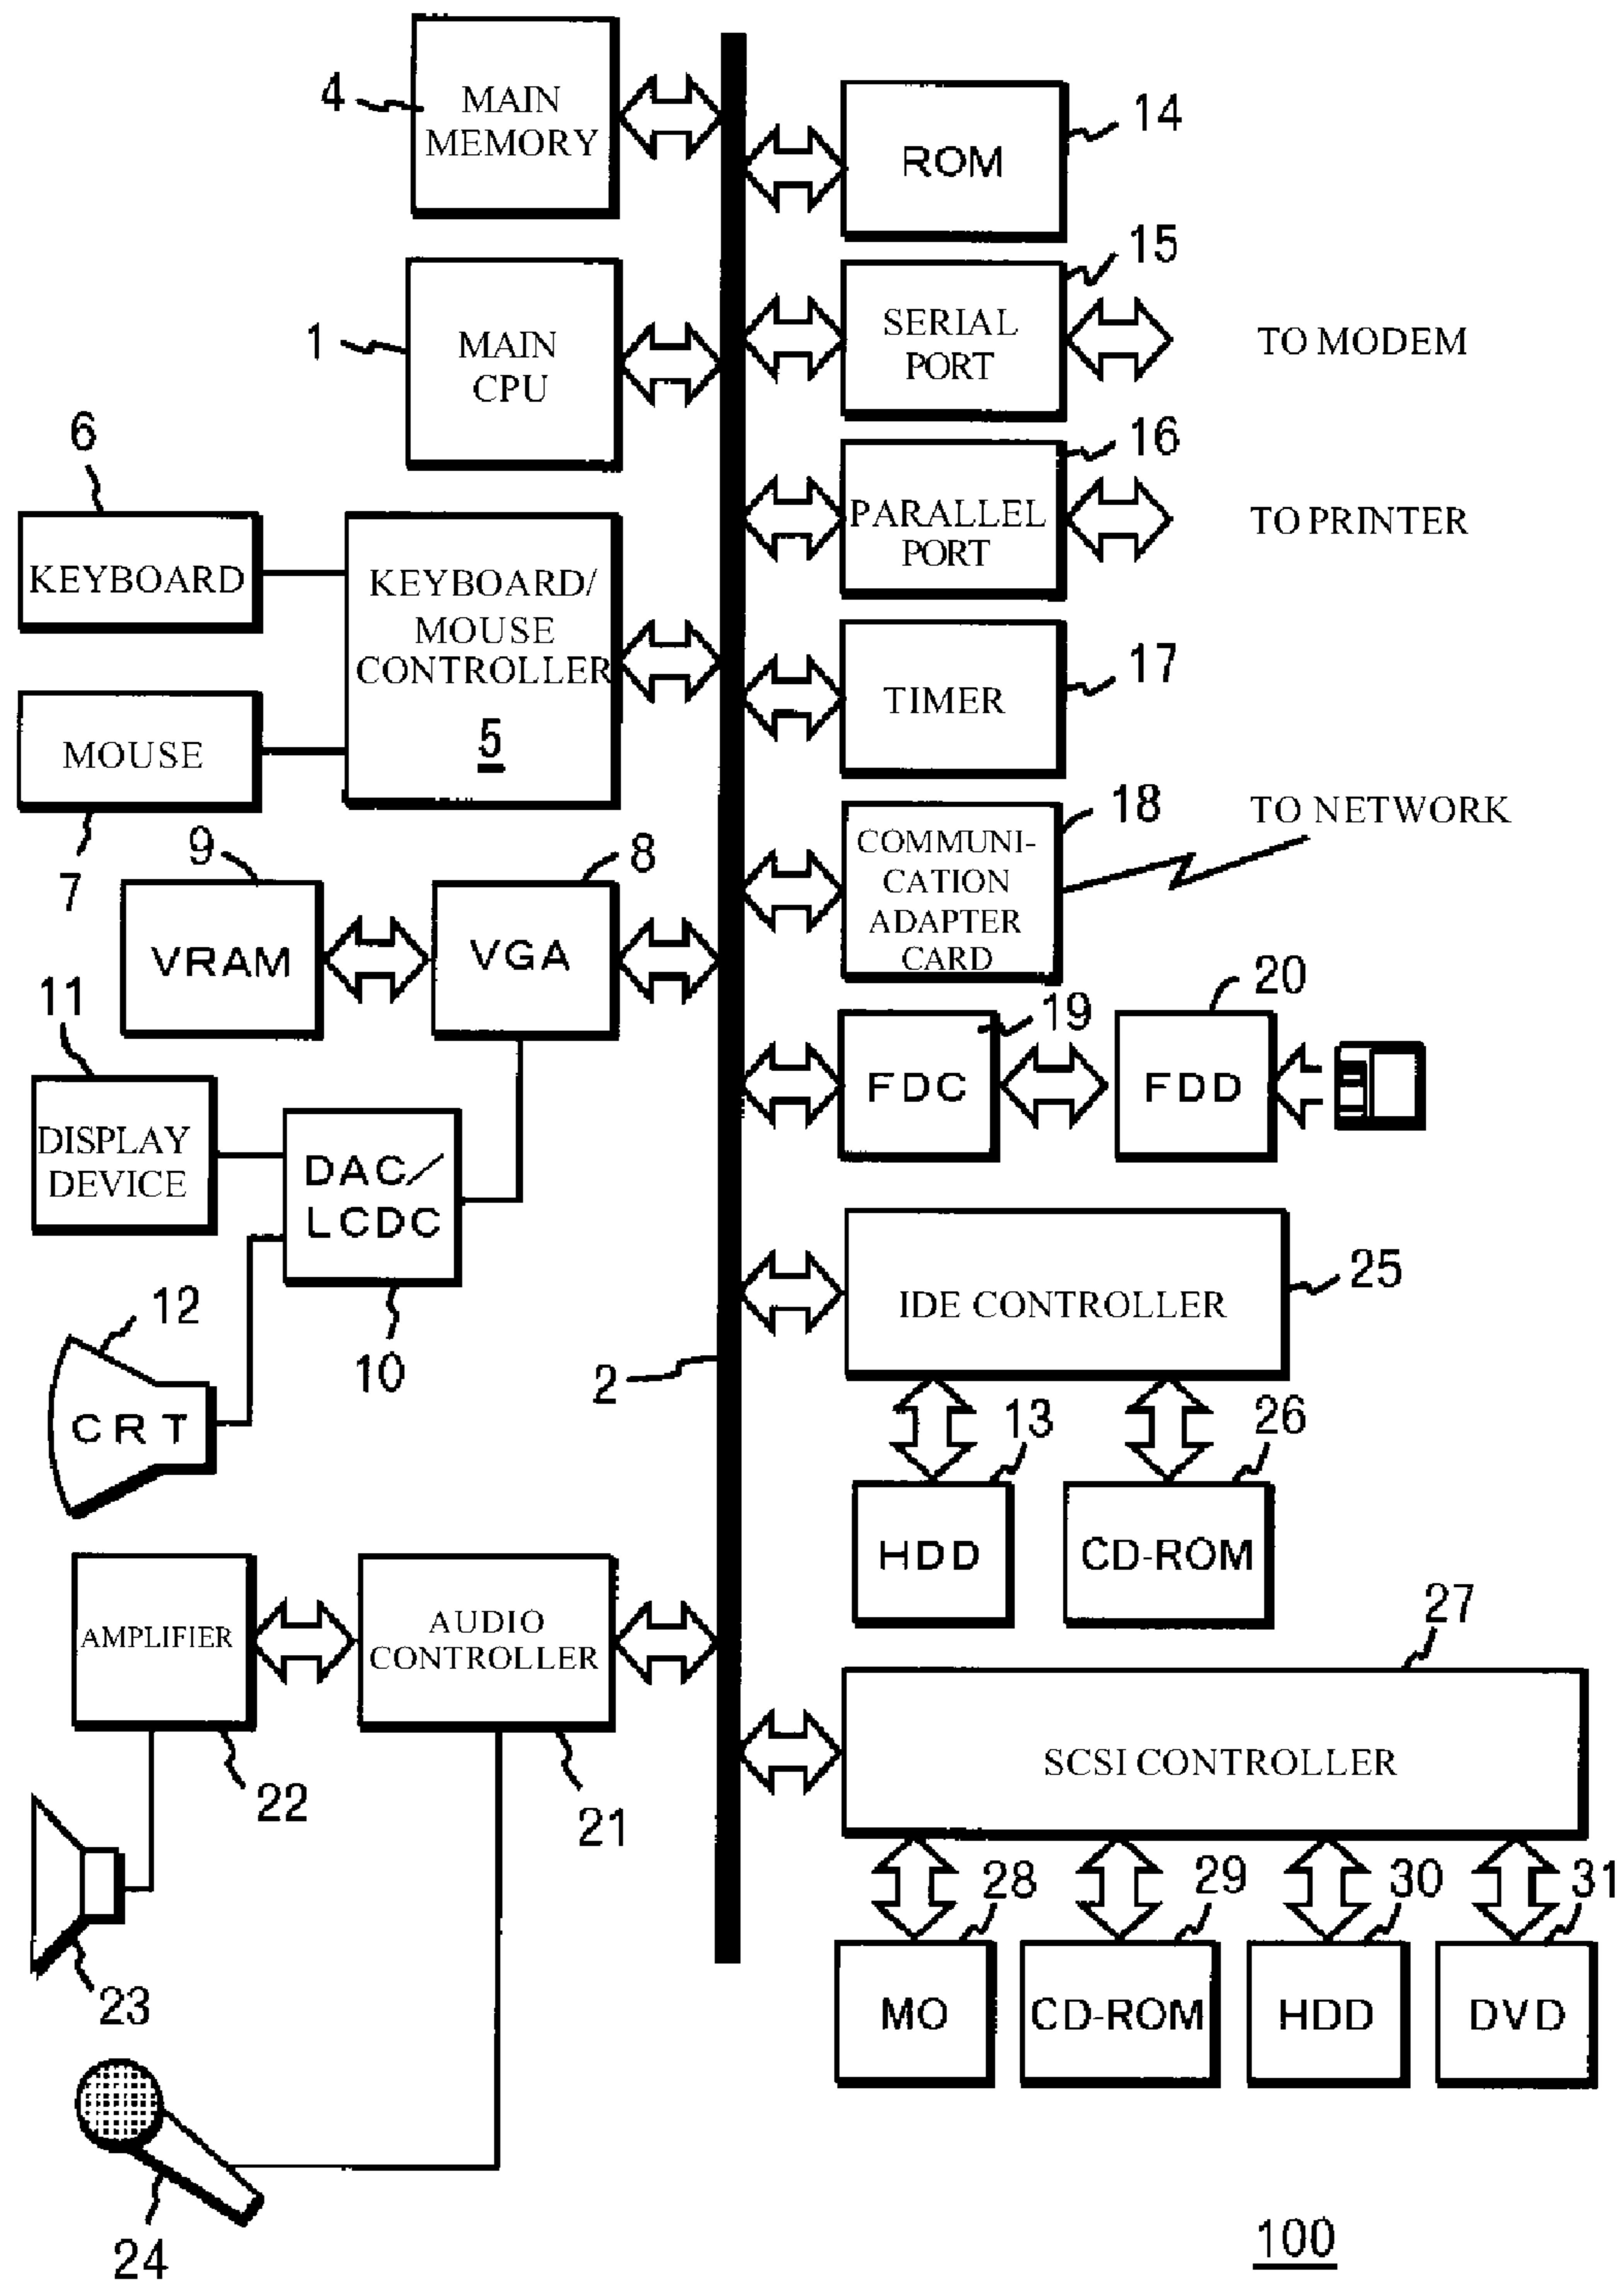 4
MAIN
MEMORY
ROM
14
1
MAIN
CPU
SERIAL
PORT
15
TO MODEM
6
KEYBOARD
KEYBOARD/
MOUSE
CONTROLLER
5
PARALLEL
PORT
16
TO PRINTER
MOUSE
7
TIMER
17
9
VRAM
8
VGA
COMMUNI-
CATION
ADAPTER
CARD
18
TO NETWORK
11
DISPLAY
DEVICE
DAC/
LCDC
10
FDC
19
20
FDD
12
CRT
2
IDE CONTROLLER
25
HDD
13
CD-ROM
26
AMPLIFIER
22
AUDIO
CONTROLLER
21
27
SCSI CONTROLLER
23
MO
28
CD-ROM
29
HDD
30
DVD
31
24
100